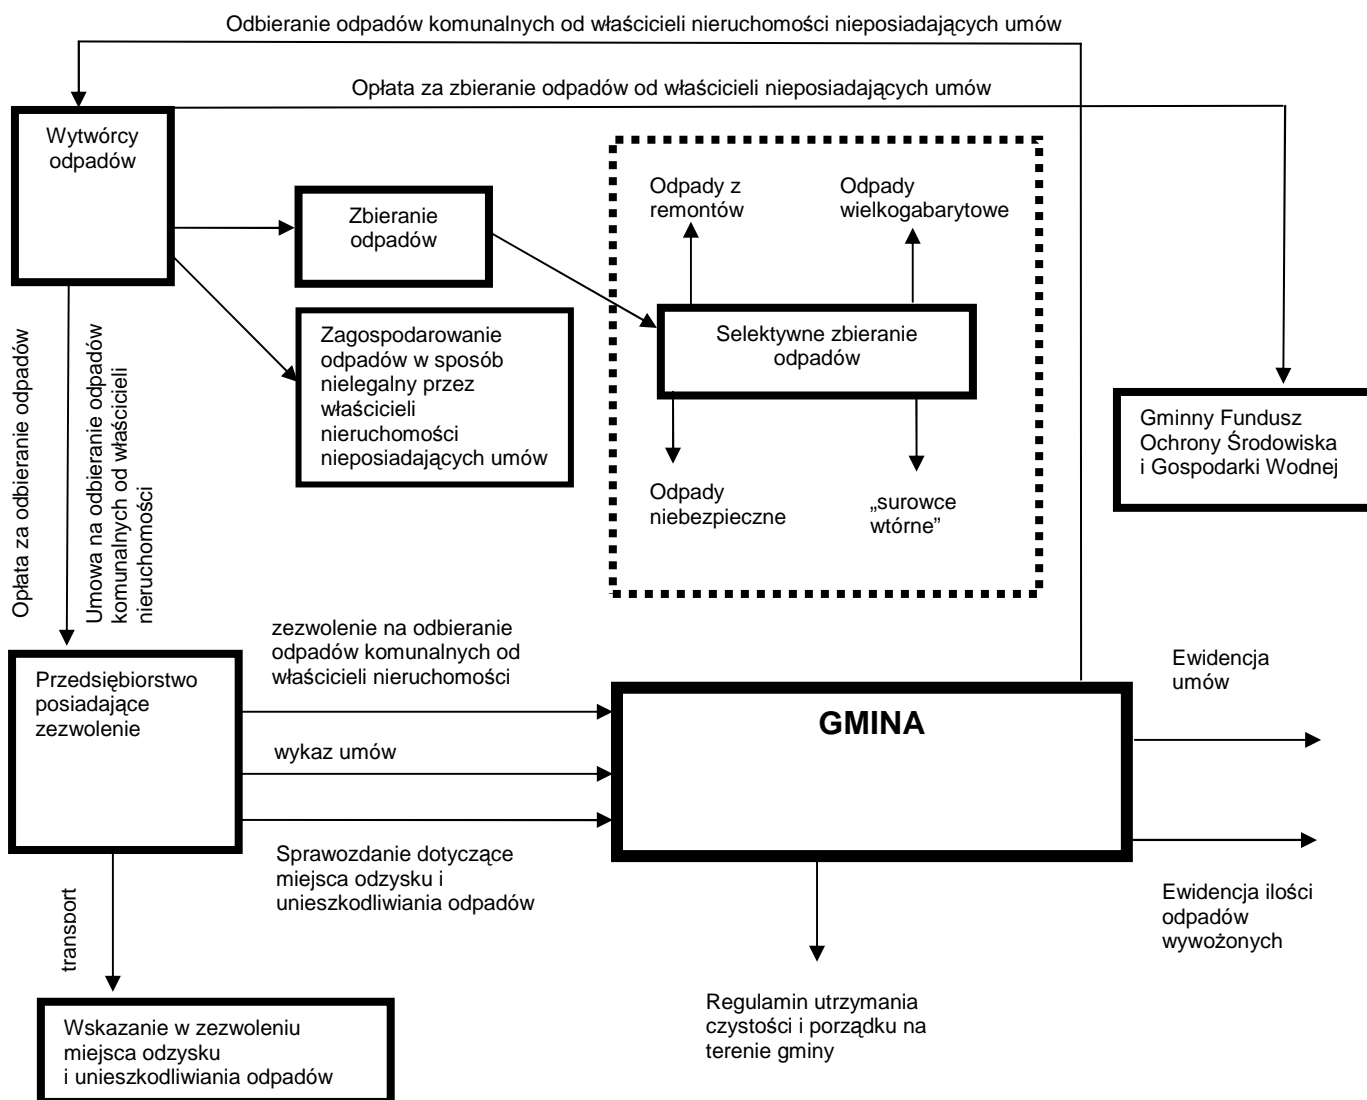 Odbieranie odpadów komunalnych od właścicieli nieruchomości nieposiadających umów
Opłata za zbieranie odpadów od właścicieli nieposiadających umów
Wytwórcy
odpadów
Zbieranie
odpadów
Odpady z
remontów
Odpady
wielkogabarytowe
Selektywne zbieranie
odpadów
Odpady
niebezpieczne
„surowce
wtórne”
Zagospodarowanie
odpadów w sposób
nielegalny przez
właścicieli
nieruchomości
nieposiadających umów
Gminny Fundusz
Ochrony Środowiska
i Gospodarki Wodnej
Opłata za odbieranie odpadów
Umowa na odbieranie odpadów
komunalnych od właścicieli
nieruchomości
Przedsiębiorstwo
posiadające
zezwolenie
zezwolenie na odbieranie
odpadów komunalnych od
właścicieli nieruchomości
wykaz umów
Sprawozdanie dotyczące
miejsca odzysku i
unieszkodliwiania odpadów
GMINA
Ewidencja
umów
Ewidencja ilości
odpadów
wywożonych
transport
Wskazanie w zezwoleniu
miejsca odzysku
i unieszkodliwiania odpadów
Regulamin utrzymania
czystości i porządku na
terenie gminy